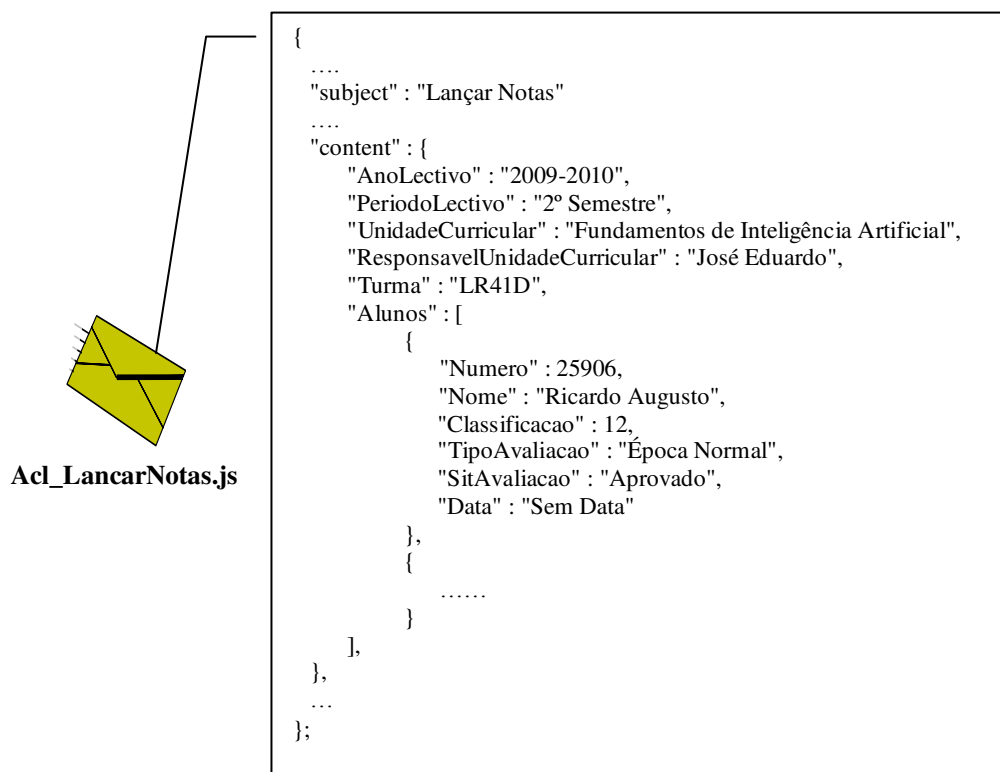 {
….
"subject" : "Lançar Notas"
….
"content" : {
"AnoLectivo" : "2009-2010",
"PeriodoLectivo" : "2º Semestre",
"UnidadeCurricular" : "Fundamentos de Inteligência Artificial",
"ResponsavelUnidadeCurricular" : "José Eduardo",
"Turma" : "LR41D",
"Alunos" : [
{
"Numero" : 25906,
"Nome" : "Ricardo Augusto",
"Classificacao" : 12,
"TipoAvaliacao" : "Época Normal",
"SitAvaliacao" : "Aprovado",
"Data" : "Sem Data"
},
{
……
}
],
},
…
};
Acl_LancarNotas.js